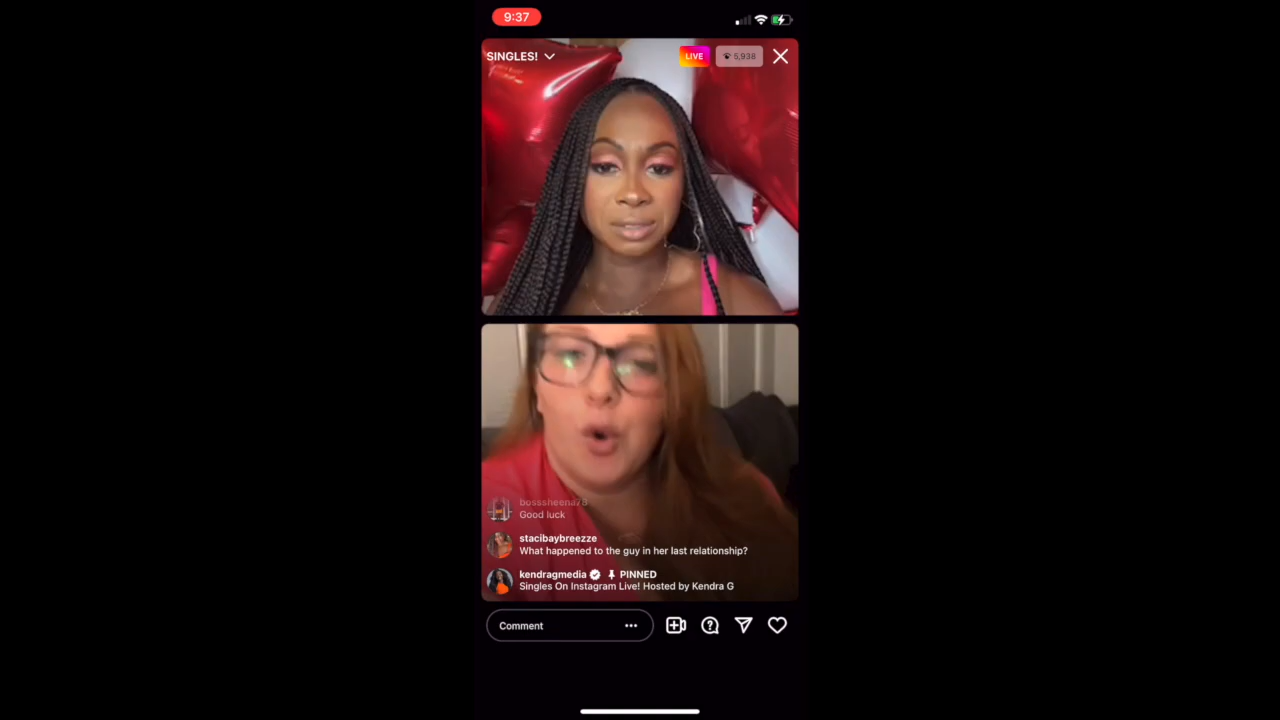 9:37
SINGLES!
LIVE
5,938
bosssheena78
Good luck
stacibaybreezze
What happened to the guy in her last relationship?
kendragmedia PINNED
Singles On Instagram Live! Hosted by Kendra G
Comment